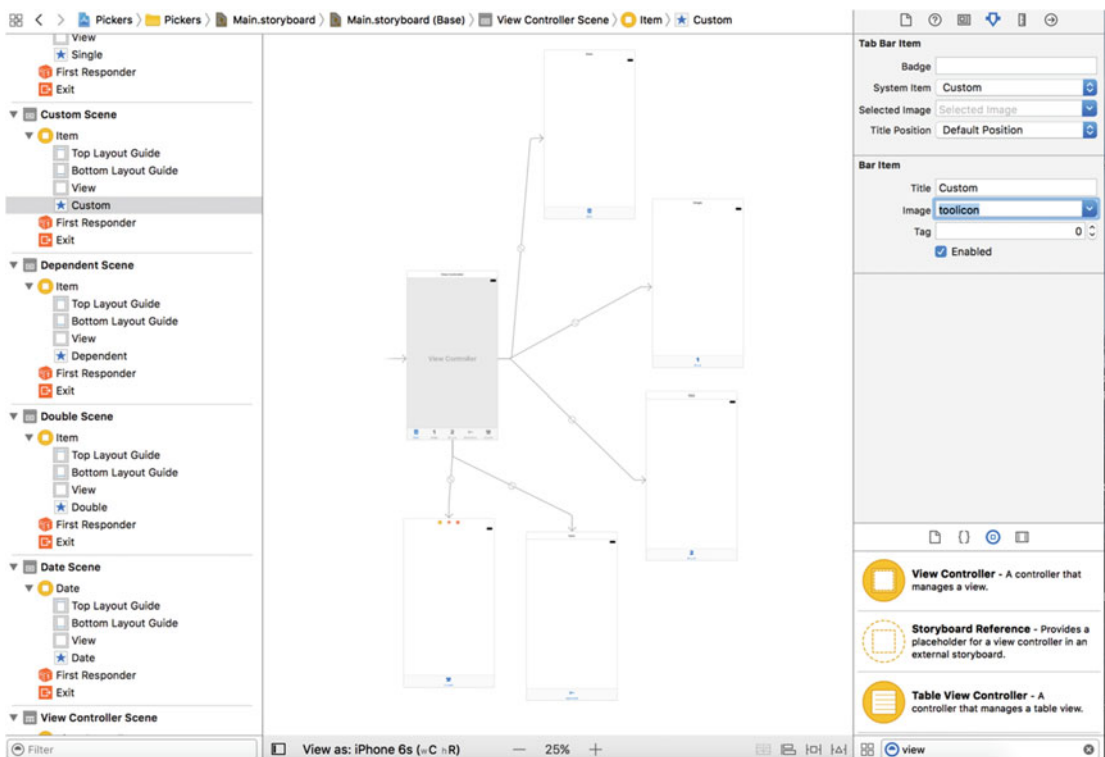 Pickers
Pickers
Main.storyboard
Main.storyboard (Base)
View Controller Scene
Item
Custom
View
Single
First Responder
Exit
Custom Scene
Item
Top Layout Guide
Bottom Layout Guide
View
Custom
First Responder
Exit
Dependent Scene
Item
Top Layout Guide
Bottom Layout Guide
View
Dependent
First Responder
Exit
Double Scene
Item
Top Layout Guide
Bottom Layout Guide
View
Double
First Responder
Exit
Date Scene
Date
Top Layout Guide
Bottom Layout Guide
View
Date
First Responder
Exit
View Controller Scene
Filter
View Controller
1
2
1
2
View as: iPhone 6s (wC hR)
25%
Tab Bar Item
Badge
System Item Custom
Selected Image Selected Image
Title Position Default Position
Bar Item
Title Custom
Image toolicon
Tag 0
Enabled
View Controller - A controller that
manages a view.
Storyboard Reference - Provides a
placeholder for a view controller in an
external storyboard.
Table View Controller - A
controller that manages a table view.
view